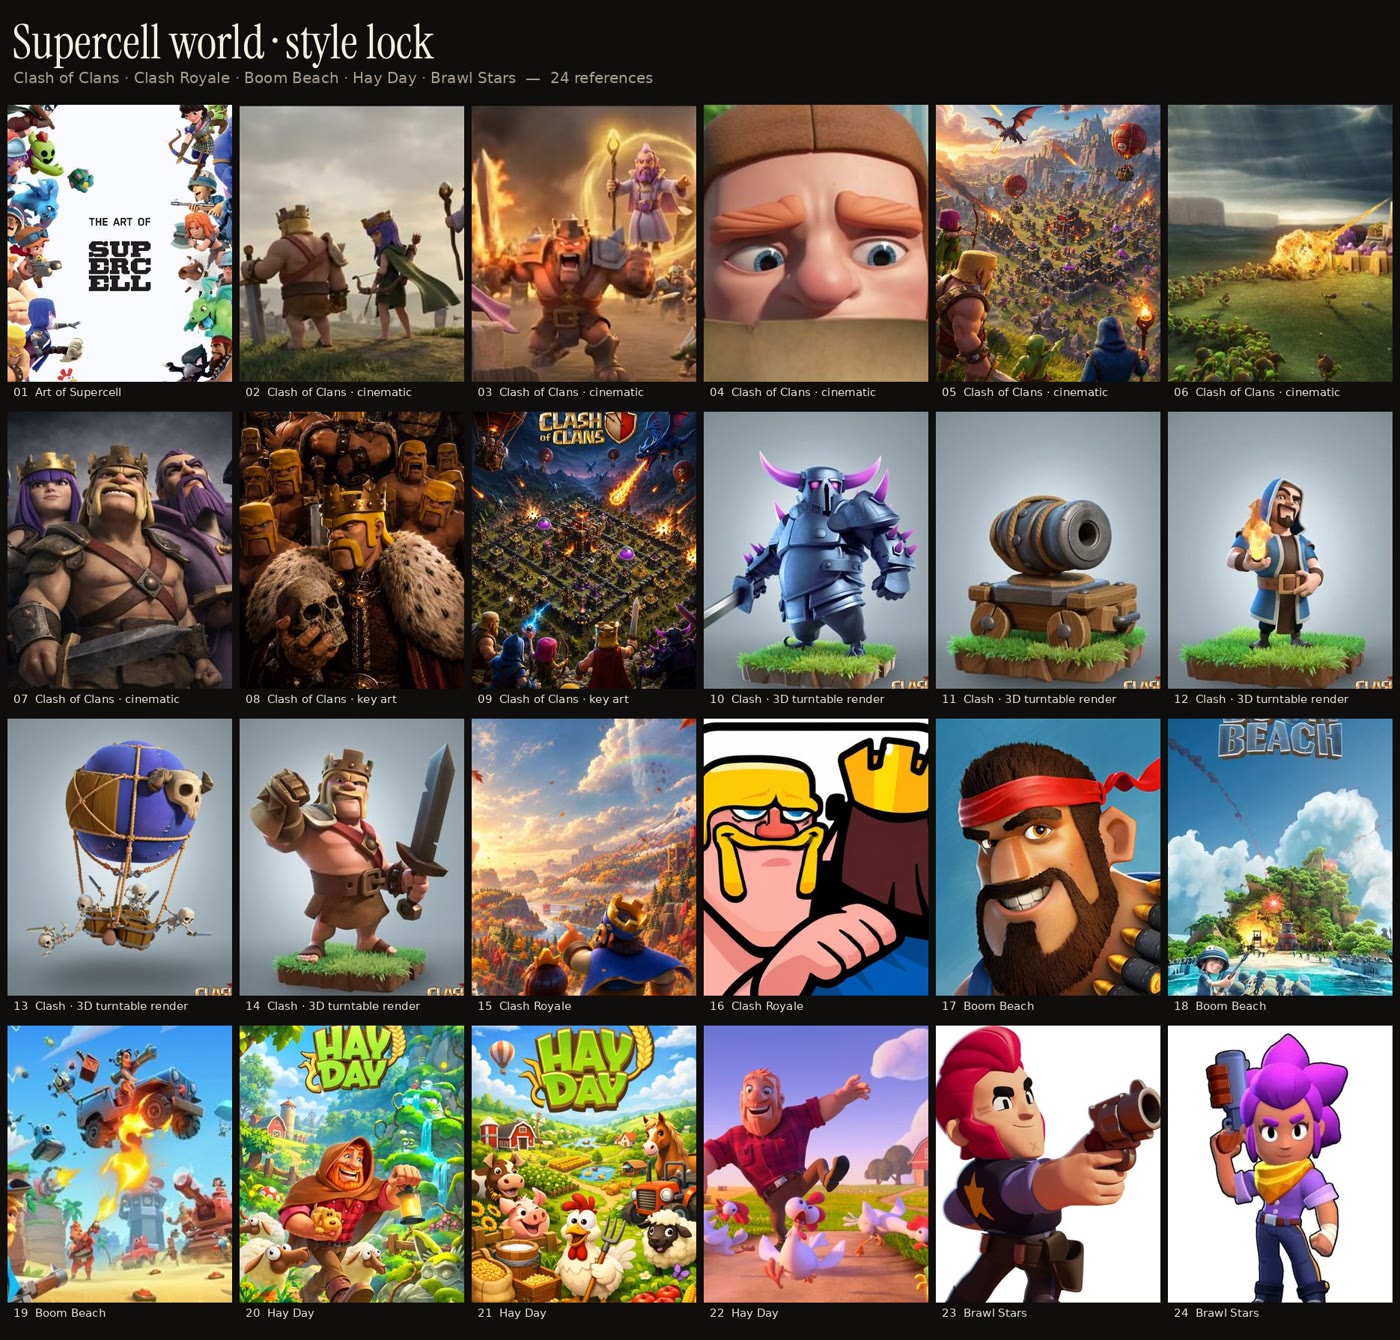 Supercell world · style lock
Clash of Clans · Clash Royale · Boom Beach · Hay Day · Brawl Stars — 24 references
THE ART OF
SUP
ERC
ELL
01 Art of Supercell
02 Clash of Clans · cinematic
03 Clash of Clans · cinematic
04 Clash of Clans · cinematic
05 Clash of Clans · cinematic
06 Clash of Clans · cinematic
CLASH
OF CLANS
CLAS
CLAS
CLAS
07 Clash of Clans · cinematic
08 Clash of Clans · key art
09 Clash of Clans · key art
10 Clash · 3D turntable render
11 Clash · 3D turntable render
12 Clash · 3D turntable render
BEACH
CLAS
CLAS
13 Clash · 3D turntable render
14 Clash · 3D turntable render
15 Clash Royale
16 Clash Royale
17 Boom Beach
18 Boom Beach
HAY
DAY
HAY
DAY
19 Boom Beach
20 Hay Day
21 Hay Day
22 Hay Day
23 Brawl Stars
24 Brawl Stars